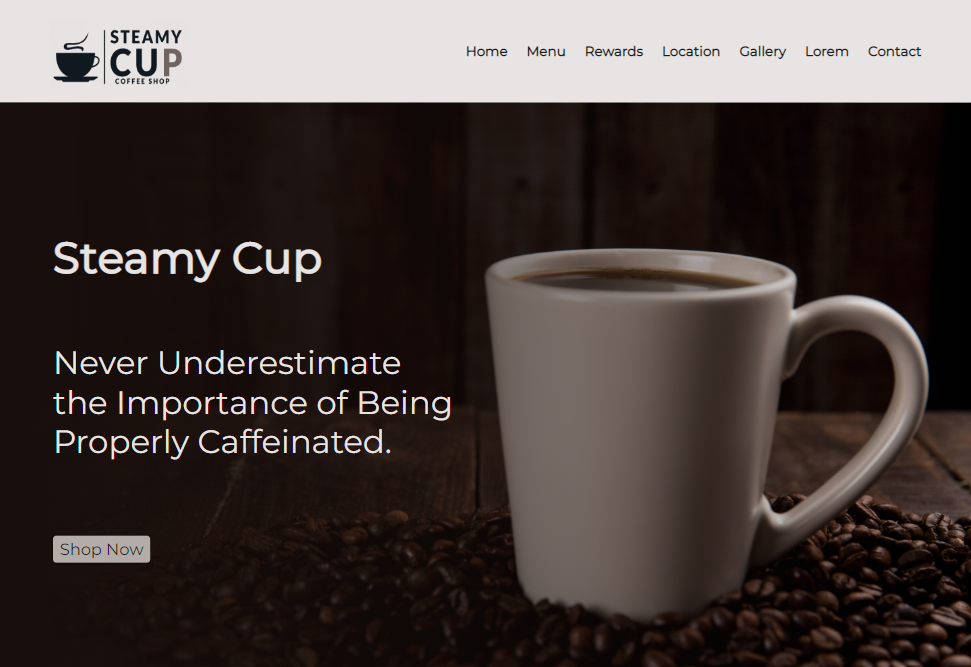 STEAMY
CUP
COFFEE SHOP
Home Menu Rewards Location Gallery Lorem Contact
Steamy Cup
Never Underestimate
the Importance of Being
Properly Caffeinated.
Shop Now